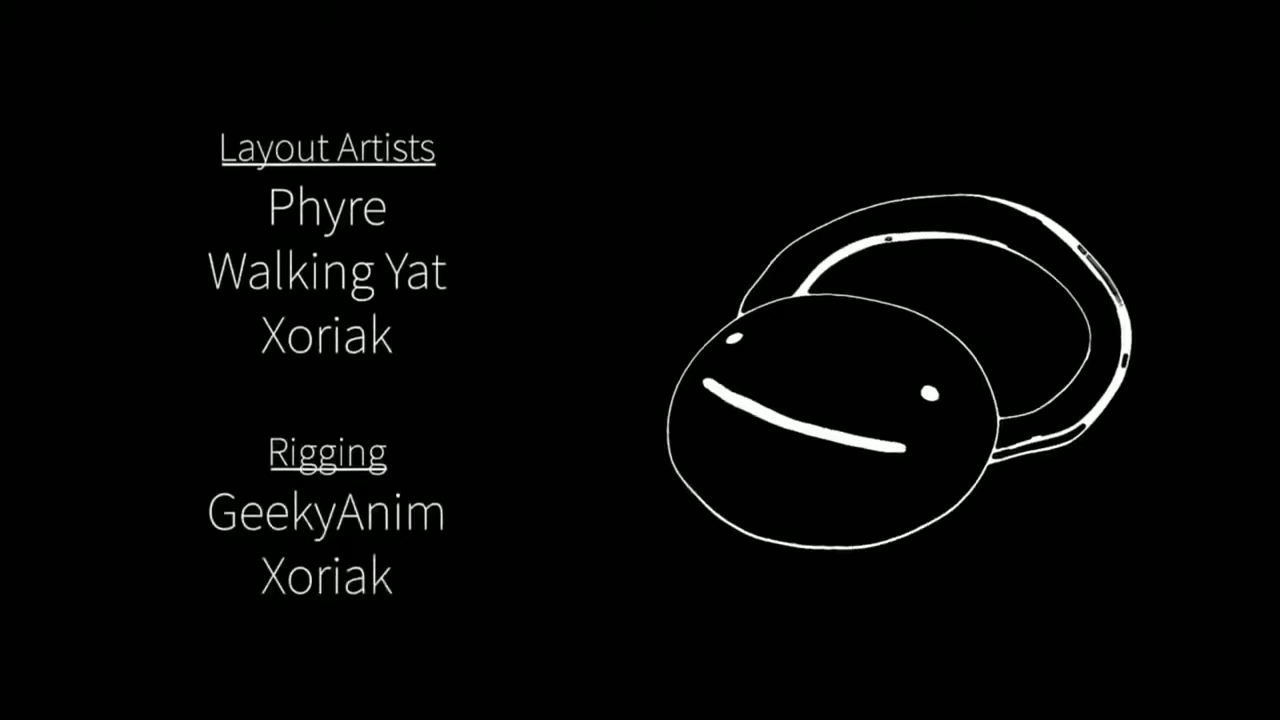 Layout Artists
Phyre
Walking Yat
Xoriak
Rigging
GeekyAnim
Xoriak